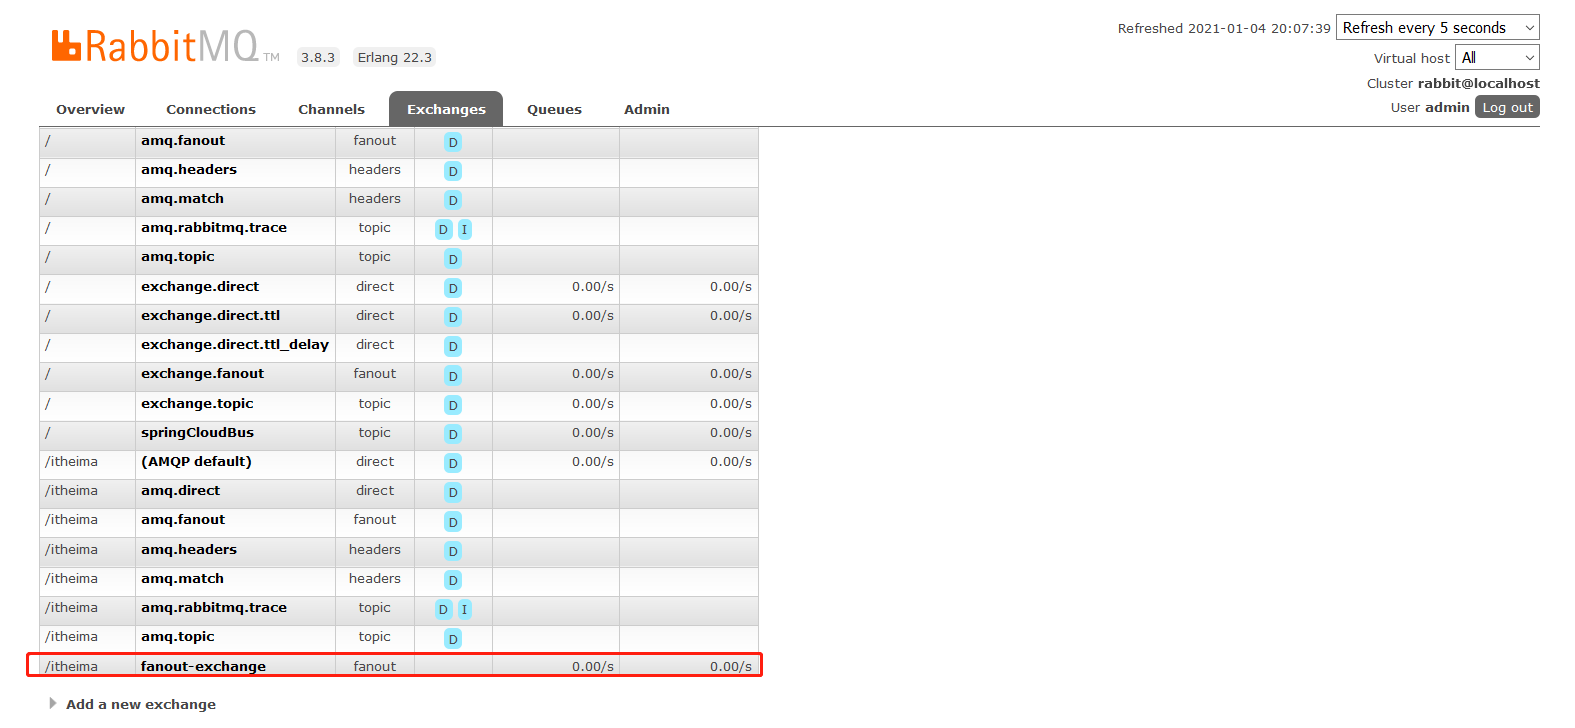 RabbitMQ TM 3.8.3 Erlang 22.3
Refreshed 2021-01-04 20:07:39 Refresh every 5 seconds
Virtual host All
Cluster rabbit@localhost
User admin Log out
Overview Connections Channels Exchanges Queues Admin
/ amq.fanout fanout D
/ amq.headers headers D
/ amq.match headers D
/ amq.rabbitmq.trace topic D I
/ amq.topic topic D
/ exchange.direct direct D 0.00/s 0.00/s
/ exchange.direct.ttl direct D 0.00/s 0.00/s
/ exchange.direct.ttl_delay direct D
/ exchange.fanout fanout D 0.00/s 0.00/s
/ exchange.topic topic D 0.00/s 0.00/s
/ springCloudBus topic D 0.00/s 0.00/s
/itheima (AMQP default) direct D 0.00/s 0.00/s
/itheima amq.direct direct D
/itheima amq.fanout fanout D
/itheima amq.headers headers D
/itheima amq.match headers D
/itheima amq.rabbitmq.trace topic D I
/itheima amq.topic topic D
/itheima fanout-exchange fanout 0.00/s 0.00/s
Add a new exchange